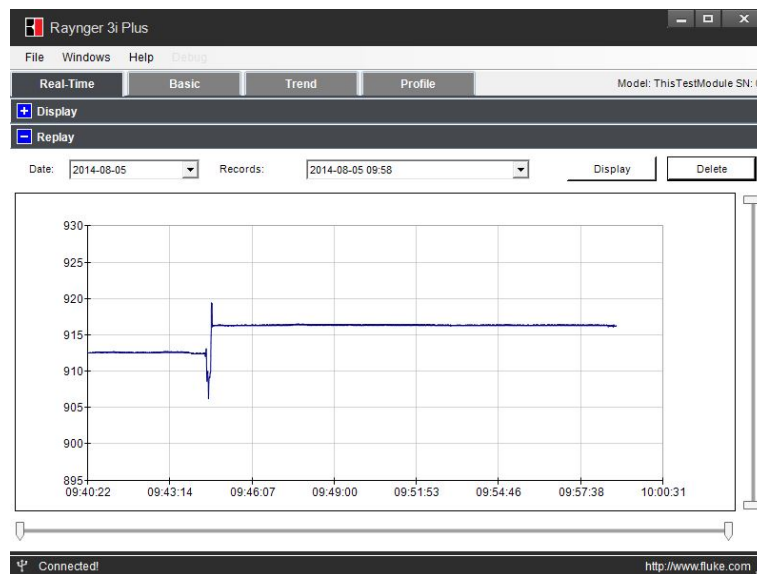 Raynger 3i Plus
File Windows Help Debug
Real-Time Basic Trend Profile Model: ThisTestModule SN:
Display
Replay
Date: 2014-08-05 Records: 2014-08-05 09:58 Display Delete
930
925
920
915
910
905
900
895
09:40:22 09:43:14 09:46:07 09:49:00 09:51:53 09:54:46 09:57:38 10:00:31
Connected! http://www.fluke.com